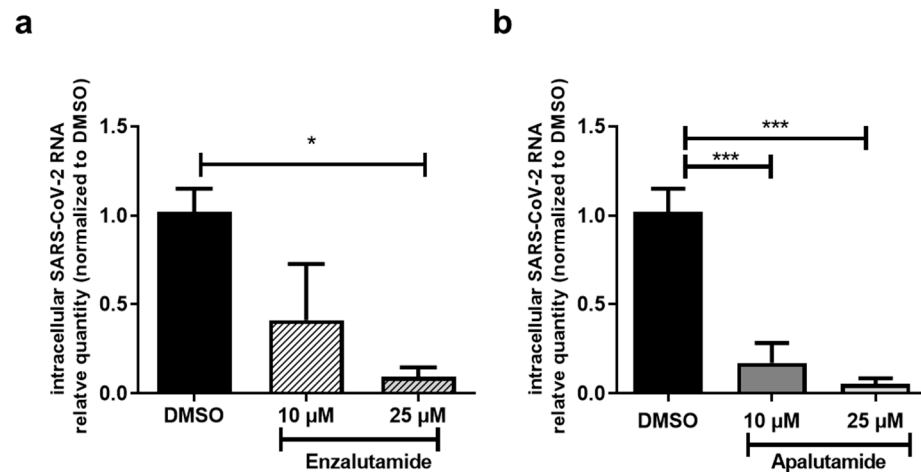 a
intracellular SARS-CoV-2 RNA
relatve quantity (normalized to DMSO)
1.5
1.0
0.5
0.0
*
DMSO
10 µM
25 µM
Enzalutamide
b
intracellular SARS-CoV-2 RNA
relatve quantity (normalized to DMSO)
1.5
1.0
0.5
0.0
***
***
DMSO
10 µM
25 µM
Apalutamide